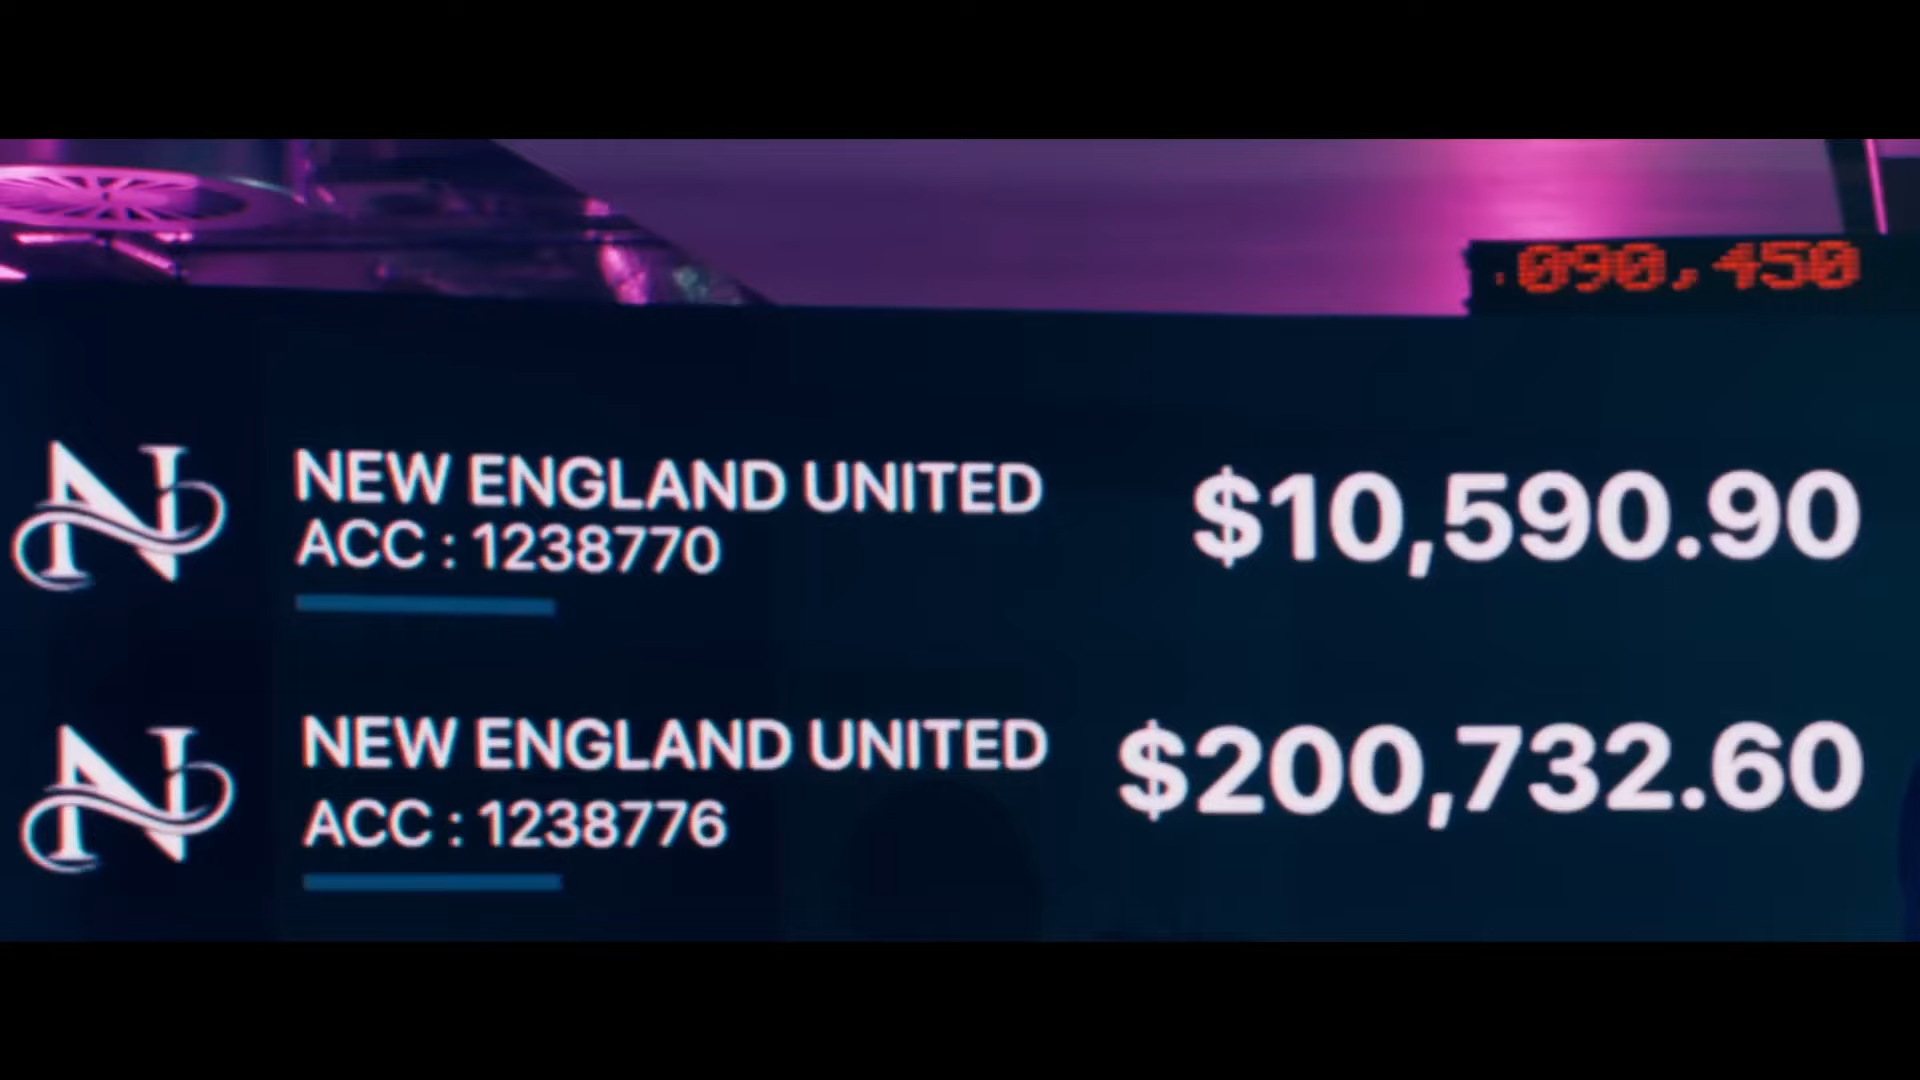 090,450
NEW ENGLAND UNITED
ACC : 1238770
$10,590.90
NEW ENGLAND UNITED
ACC : 1238776
$200,732.60